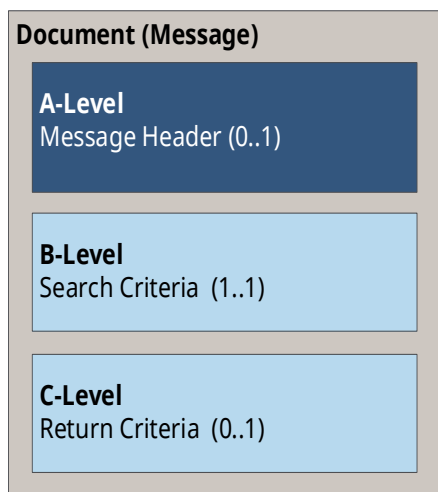 Document (Message)
A-Level
Message Header (0..1)
B-Level
Search Criteria (1..1)
C-Level
Return Criteria (0..1)